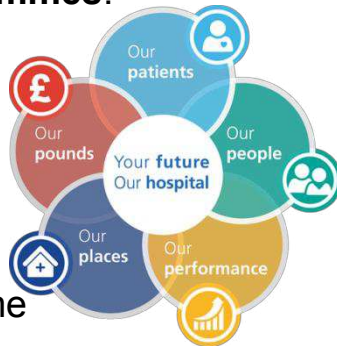 Our
patients
£
Our
pounds
Our
people
Your future
Our hospital
Our
places
Our
performance